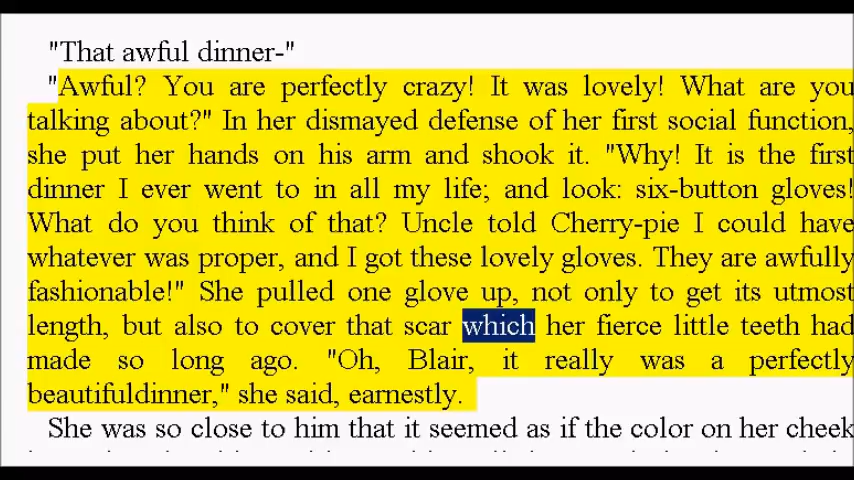 "That awful dinner-"
"Awful? You are perfectly crazy! It was lovely! What are you
talking about?" In her dismayed defense of her first social function,
she put her hands on his arm and shook it. "Why! It is the first
dinner I ever went to in all my life; and look: six-button gloves!
What do you think of that? Uncle told Cherry-pie I could have
whatever was proper, and I got these lovely gloves. They are awfully
fashionable!" She pulled one glove up, not only to get its utmost
length, but also to cover that scar which her fierce little teeth had
made so long ago. "Oh, Blair, it really was a perfectly
beautifuldinner," she said, earnestly.
She was so close to him that it seemed as if the color on her cheek